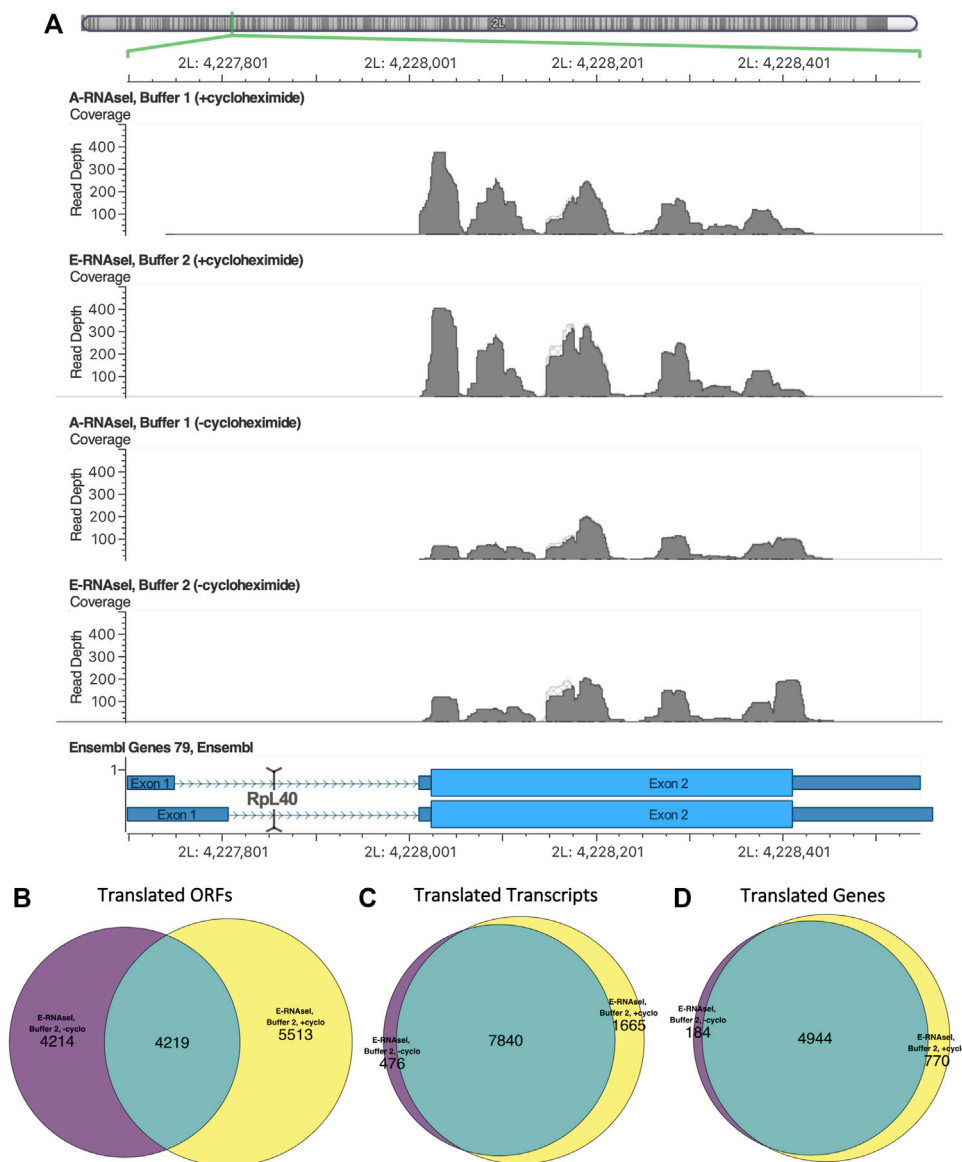 A
2L
2L: 4,227,801 2L: 4,228,001 2L: 4,228,201 2L: 4,228,401
A-RNAseI, Buffer 1 (+cycloheximide)
Coverage
Read Depth
400
300
200
100
E-RNAseI, Buffer 2 (+cycloheximide)
Coverage
Read Depth
400
300
200
100
A-RNAseI, Buffer 1 (-cycloheximide)
Coverage
Read Depth
400
300
200
100
E-RNAseI, Buffer 2 (-cycloheximide)
Coverage
Read Depth
400
300
200
100
Ensembl Genes 79, Ensembl
1
Exon 1 Exon 2
RpL40
Exon 1 Exon 2
2L: 4,227,801 2L: 4,228,001 2L: 4,228,201 2L: 4,228,401
B Translated ORFs
E-RNAseI,
Buffer 2, -cyclo
4214
4219
E-RNAseI,
Buffer 2, +cyclo
5513
C Translated Transcripts
E-RNAseI,
Buffer 2, -cyclo
476
7840
E-RNAseI,
Buffer 2, +cyclo
1665
D Translated Genes
E-RNAseI,
Buffer 2, -cyclo
184
4944
E-RNAseI,
Buffer 2, +cyclo
770